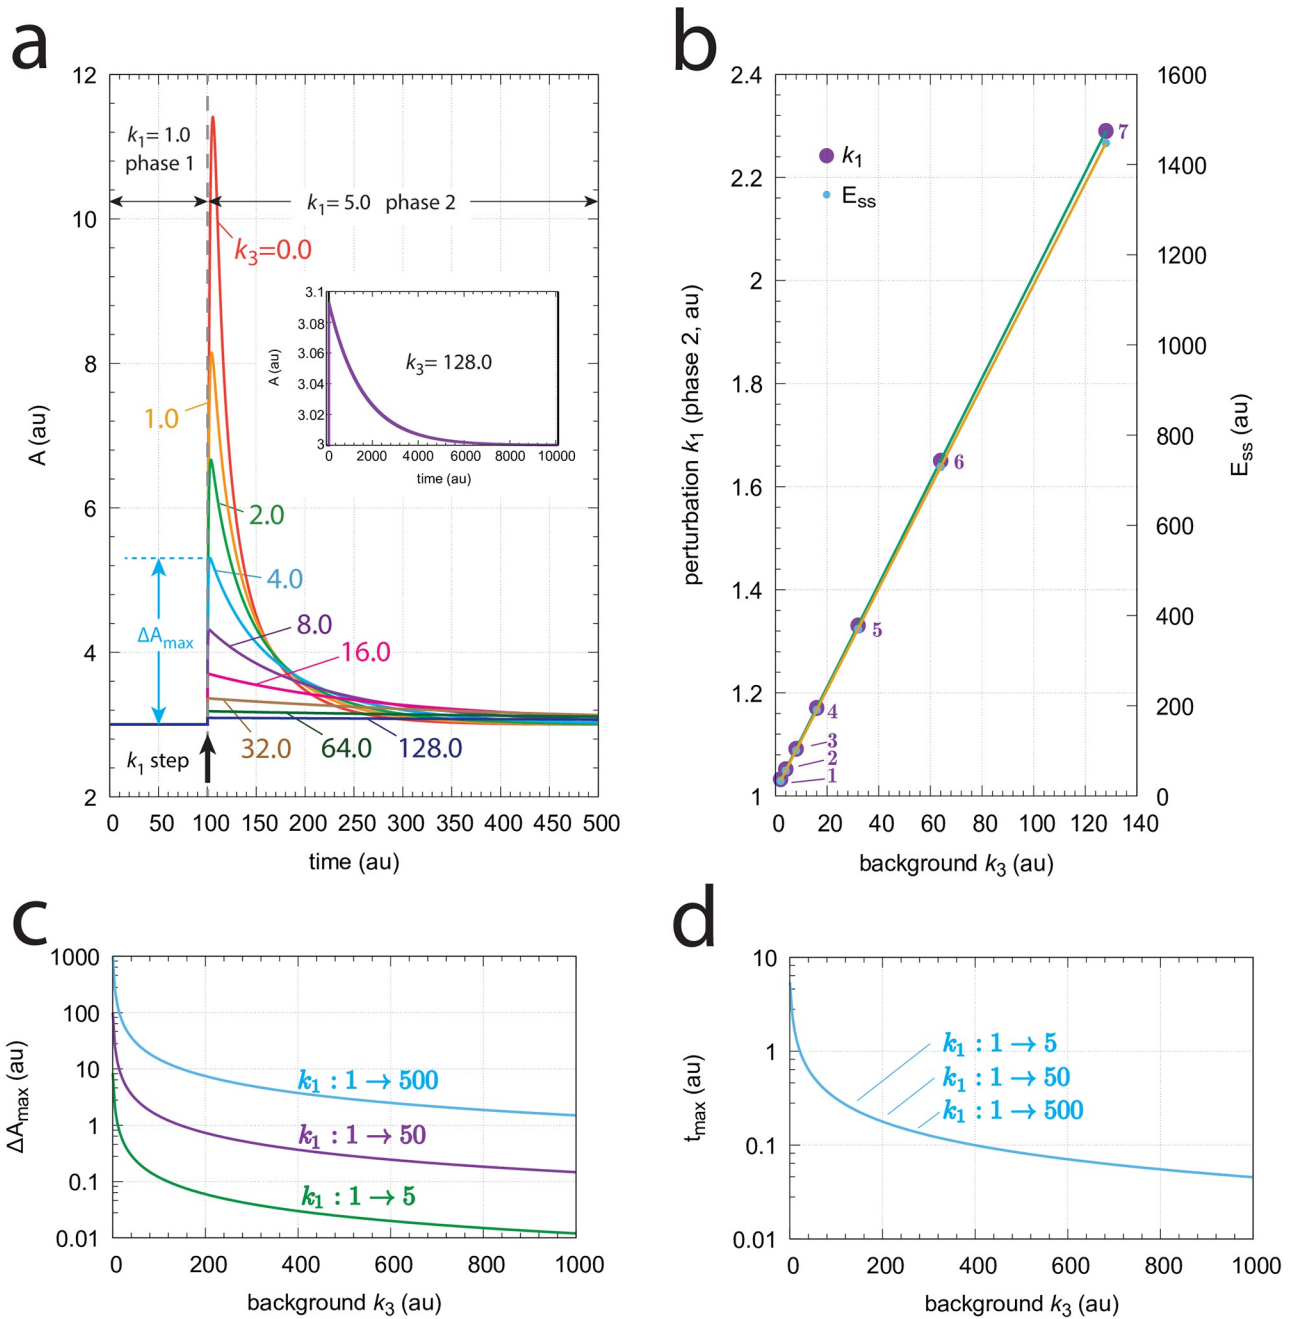 a
12
10
8
6
4
2
A (au)
k1= 1.0
phase 1
k1= 5.0 phase 2
k3=0.0
1.0
2.0
4.0
8.0
16.0
32.0
64.0
128.0
ΔAmax
k1 step
3.1
3.08
3.06
3.04
3.02
3
A (au)
k3= 128.0
0 2000 4000 6000 8000 10000
time (au)
0 50 100 150 200 250 300 350 400 450 500
time (au)
b
2.4
2.2
2
1.8
1.6
1.4
1.2
1
perturbation k1 (phase 2, au)
k1
Ess
7
6
5
4
3
2
1
1600
1400
1200
1000
800
600
400
200
0
Ess (au)
0 20 40 60 80 100 120 140
background k3 (au)
c
1000
100
10
1
0.1
0.01
ΔAmax (au)
k1 : 1 → 500
k1 : 1 → 50
k1 : 1 → 5
0 200 400 600 800 1000
background k3 (au)
d
10
1
0.1
0.01
tmax (au)
k1 : 1 → 5
k1 : 1 → 50
k1 : 1 → 500
0 200 400 600 800 1000
background k3 (au)